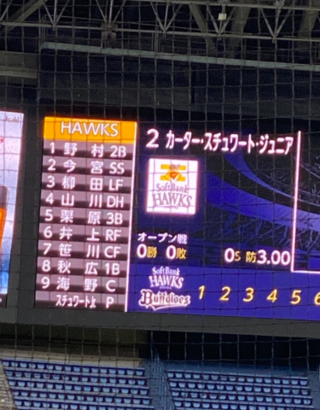 HAWKS
1 野村 2B
2 今宮 SS
3 柳田 LF
4 山川 DH
5 栗原 3B
6 井上 RF
7 笹川 CF
8 秋広 1B
9 海野 C
スチュワートJr. P
2 カーター・スチュワート・ジュニア
SoftBank
HAWKS
オープン戦
0勝 0敗 0S 防3.00
SoftBank
HAWKS
Buffaloes
1 2 3 4 5 6